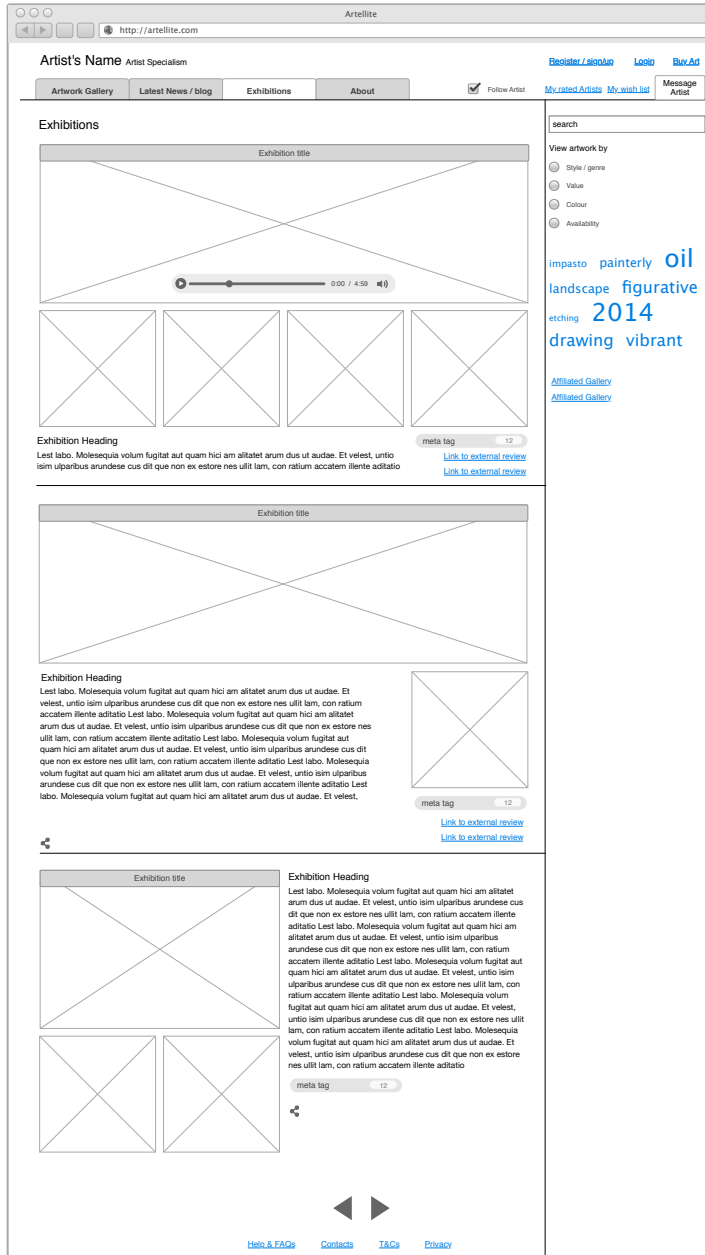 Artellite
http://artellite.com
Artist's Name Artist Specialism
Register / sign/up Login Buy Art
Artwork Gallery Latest News / blog Exhibitions About
Follow Artist
My rated Artists My wish list
Message
Artist
Exhibitions
Exhibition title
0:00 / 4:59
Exhibition Heading
Lest labo. Molesequia volum fugitat aut quam hici am alitatet arum dus ut audae. Et velest, untio
isim ulparibus arundese cus dit que non ex estore nes ullit lam, con ratium accatem illente aditatio
meta tag 12
Link to external review
Link to external review
Exhibition title
Exhibition Heading
Lest labo. Molesequia volum fugitat aut quam hici am alitatet arum dus ut audae. Et
velest, untio isim ulparibus arundese cus dit que non ex estore nes ullit lam, con ratium
accatem illente aditatio Lest labo. Molesequia volum fugitat aut quam hici am alitatet
arum dus ut audae. Et velest, untio isim ulparibus arundese cus dit que non ex estore nes
ullit lam, con ratium accatem illente aditatio Lest labo. Molesequia volum fugitat aut
quam hici am alitatet arum dus ut audae. Et velest, untio isim ulparibus arundese cus dit
que non ex estore nes ullit lam, con ratium accatem illente aditatio Lest labo. Molesequia
volum fugitat aut quam hici am alitatet arum dus ut audae. Et velest, untio isim ulparibus
arundese cus dit que non ex estore nes ullit lam, con ratium accatem illente aditatio Lest
labo. Molesequia volum fugitat aut quam hici am alitatet arum dus ut audae. Et velest,
meta tag 12
Link to external review
Link to external review
Exhibition title
Exhibition Heading
Lest labo. Molesequia volum fugitat aut quam hici am alitatet
arum dus ut audae. Et velest, untio isim ulparibus arundese cus
dit que non ex estore nes ullit lam, con ratium accatem illente
aditatio Lest labo. Molesequia volum fugitat aut quam hici am
alitatet arum dus ut audae. Et velest, untio isim ulparibus
arundese cus dit que non ex estore nes ullit lam, con ratium
accatem illente aditatio Lest labo. Molesequia volum fugitat aut
quam hici am alitatet arum dus ut audae. Et velest, untio isim
ulparibus arundese cus dit que non ex estore nes ullit lam, con
ratium accatem illente aditatio Lest labo. Molesequia volum
fugitat aut quam hici am alitatet arum dus ut audae. Et velest,
untio isim ulparibus arundese cus dit que non ex estore nes ullit
lam, con ratium accatem illente aditatio Lest labo. Molesequia
volum fugitat aut quam hici am alitatet arum dus ut audae. Et
velest, untio isim ulparibus arundese cus dit que non ex estore
nes ullit lam, con ratium accatem illente aditatio
meta tag 12
search
View artwork by
Style / genre
Value
Colour
Availability
impasto painterly oil
landscape figurative
etching 2014
drawing vibrant
Affiliated Gallery
Affiliated Gallery
Help & FAQs Contacts T&Cs Privacy